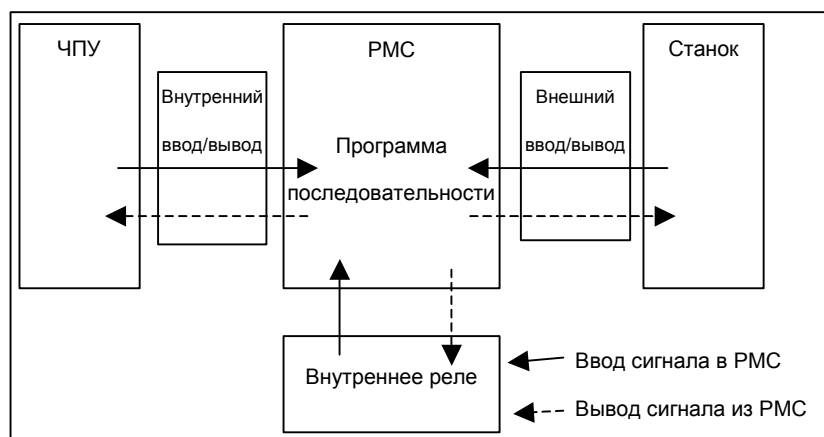 ЧПУ
PMC
Станок
Внутренний
ввод/вывод
Внешний
ввод/вывод
Программа
последовательности
Внутреннее реле
Ввод сигнала в PMC
Вывод сигнала из PMC